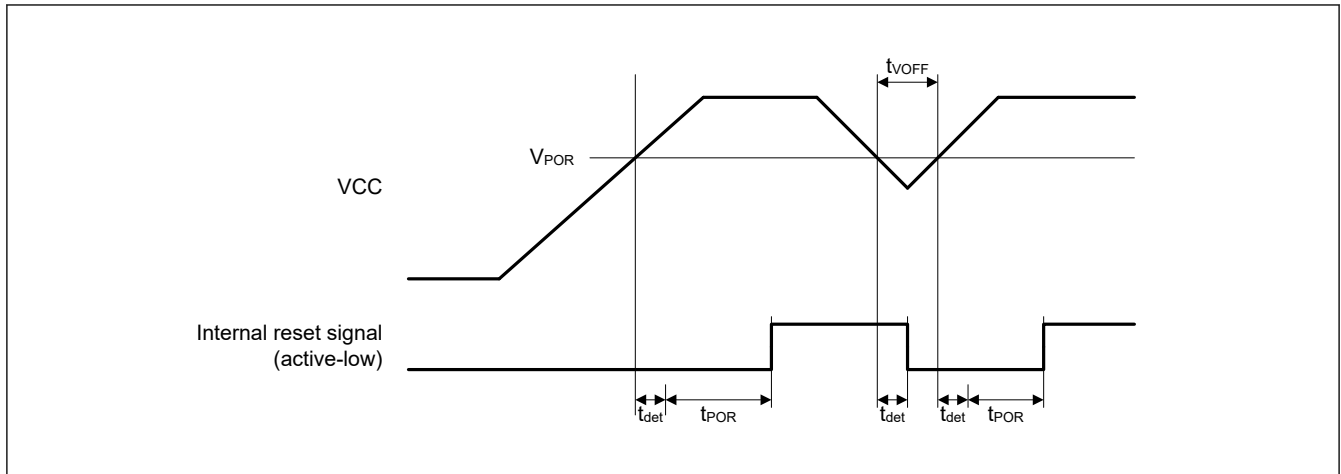 tVOFF
VPOR
VCC
Internal reset signal
(active-low)
tdet
tPOR
tdet
tdet
tPOR